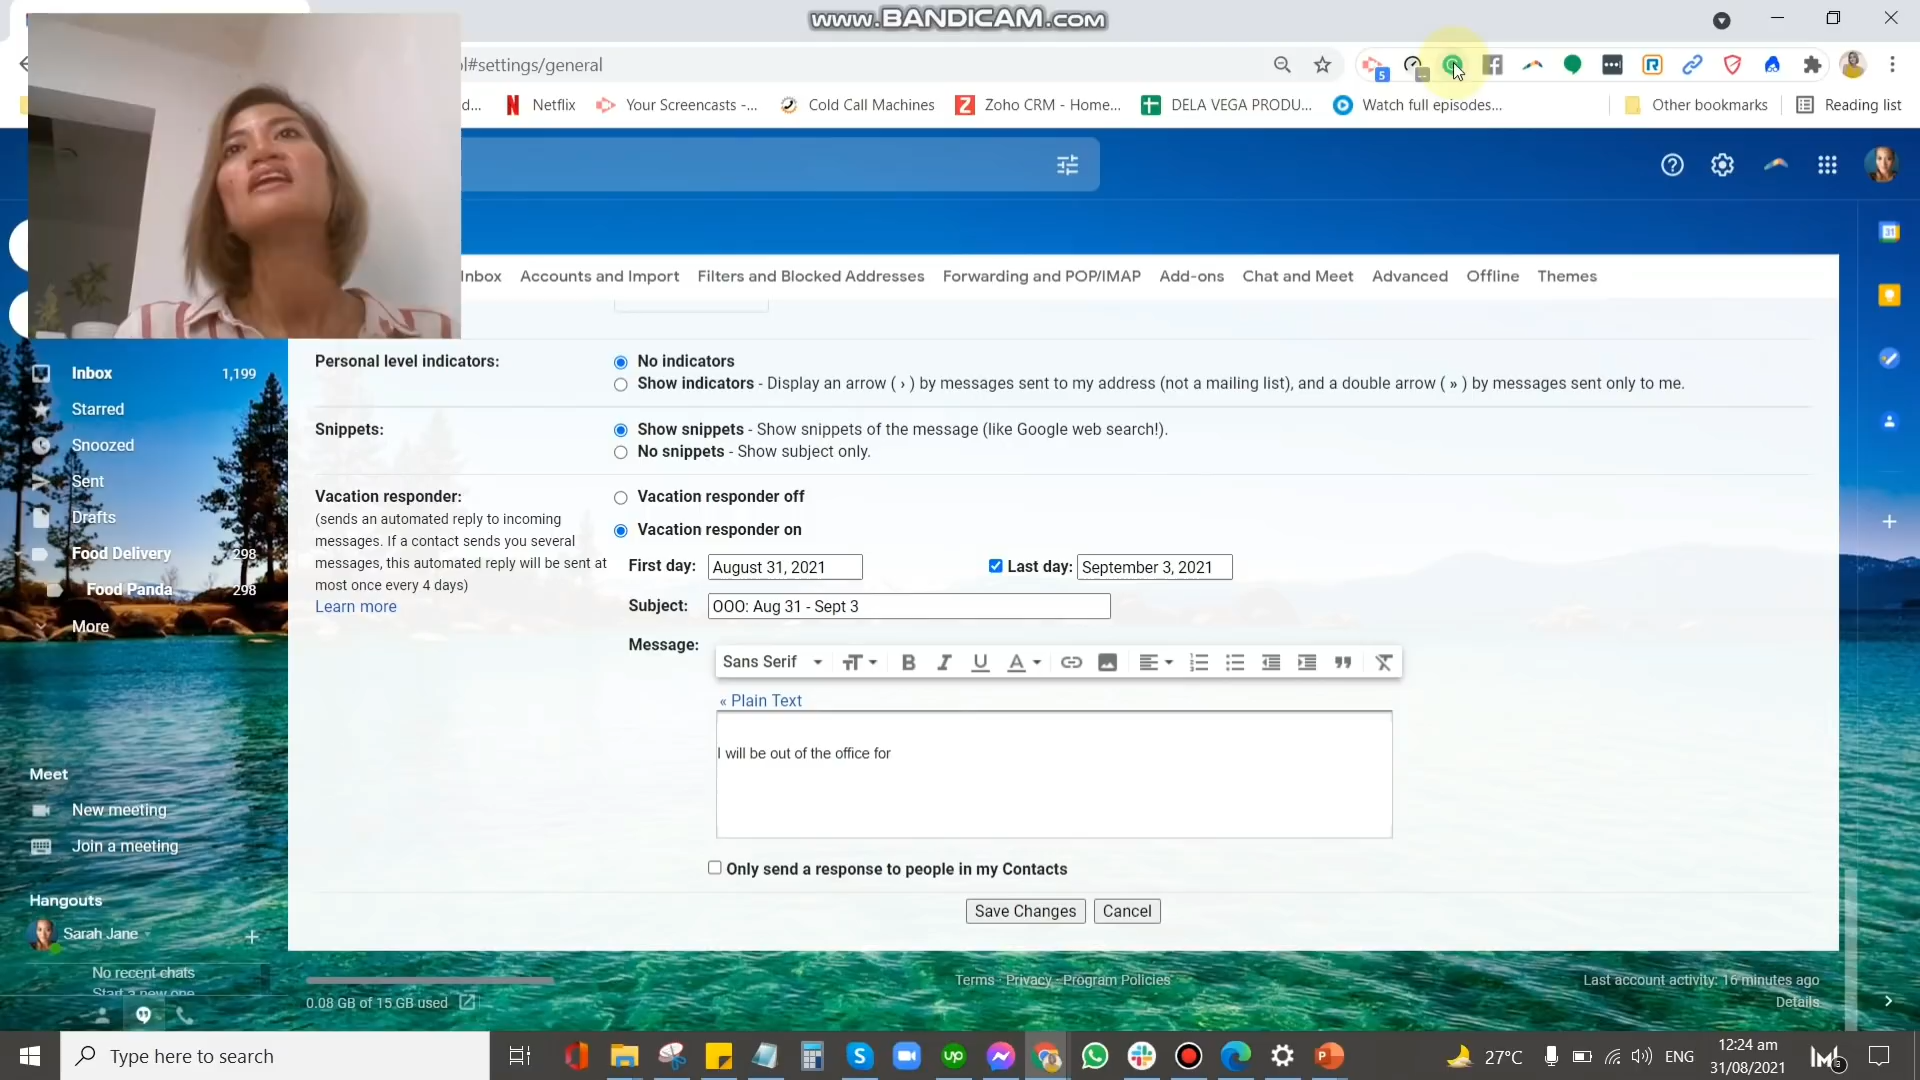 www.BANDICAM.com
l#settings/general
5
d...
Netflix
Your Screencasts -...
Cold Call Machines
Zoho CRM - Home...
DELA VEGA PRODU...
Watch full episodes...
Other bookmarks
Reading list
Inbox
Accounts and Import
Filters and Blocked Addresses
Forwarding and POP/IMAP
Add-ons
Chat and Meet
Advanced
Offline
Themes
Personal level indicators:
No indicators
Show indicators - Display an arrow ( › ) by messages sent to my address (not a mailing list), and a double arrow ( » ) by messages sent only to me.
Snippets:
Show snippets - Show snippets of the message (like Google web search!).
No snippets - Show subject only.
Vacation responder:
(sends an automated reply to incoming
messages. If a contact sends you several
messages, this automated reply will be sent at
most once every 4 days)
Learn more
Vacation responder off
Vacation responder on
First day: August 31, 2021
Last day: September 3, 2021
Subject: OOO: Aug 31 - Sept 3
Message:
Sans Serif
« Plain Text
I will be out of the office for
Only send a response to people in my Contacts
Save Changes
Cancel
Inbox 1,199
Starred
Snoozed
Sent
Drafts
Food Delivery 298
Food Panda 298
More
Meet
New meeting
Join a meeting
Hangouts
Sarah Jane
No recent chats
Start a new one
0.08 GB of 15 GB used
Terms · Privacy · Program Policies
Last account activity: 16 minutes ago
Details
Type here to search
27°C
ENG
12:24 am
31/08/2021